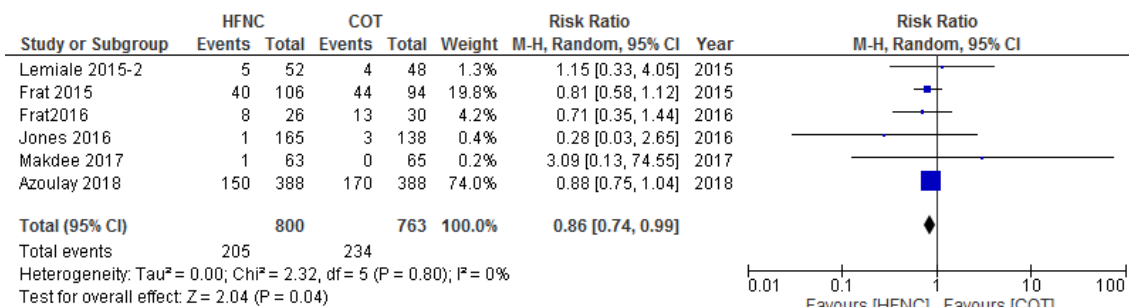 HFNC COT Risk Ratio Risk Ratio
Study or Subgroup Events Total Events Total Weight M-H, Random, 95% CI Year M-H, Random, 95% CI
Lemiale 2015-2 5 52 4 48 1.3% 1.15 [0.33, 4.05] 2015
Frat 2015 40 106 44 94 19.8% 0.81 [0.58, 1.12] 2015
Frat2016 8 26 13 30 4.2% 0.71 [0.35, 1.44] 2016
Jones 2016 1 165 3 138 0.4% 0.28 [0.03, 2.65] 2016
Makdee 2017 1 63 0 65 0.2% 3.09 [0.13, 74.55] 2017
Azoulay 2018 150 388 170 388 74.0% 0.88 [0.75, 1.04] 2018
Total (95% CI) 800 763 100.0% 0.86 [0.74, 0.99]
Total events 205 234
Heterogeneity: Tau² = 0.00; Chi² = 2.32, df = 5 (P = 0.80); I² = 0%
Test for overall effect: Z = 2.04 (P = 0.04)
0.01 0.1 1 10 100
Favours [HFNC] Favours [COT]